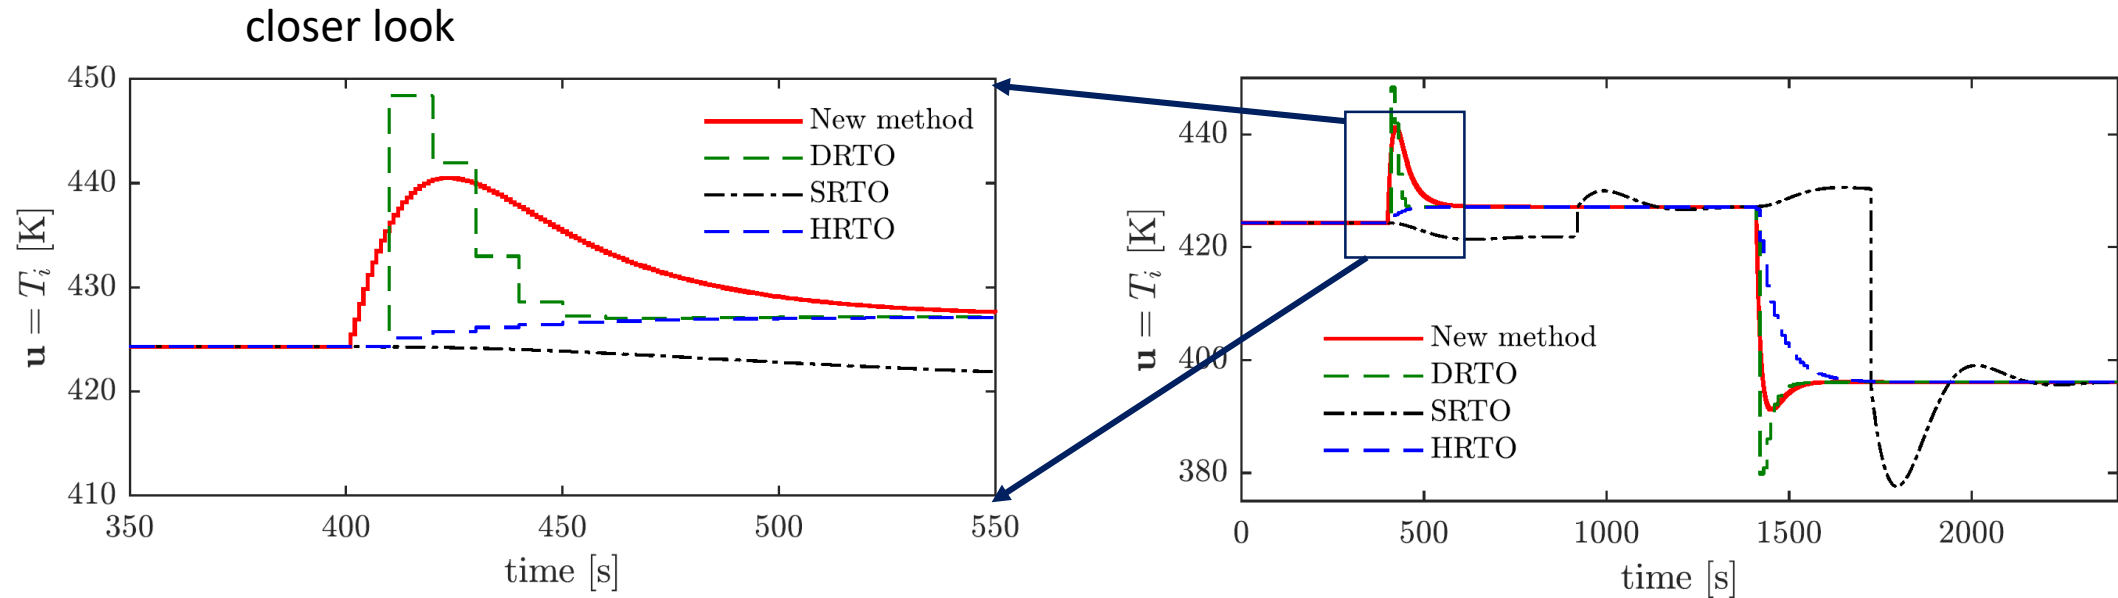 closer look
450
440
430
420
410
350
400
450
500
550
u = T_i [K]
time [s]
New method
DRTO
SRTO
HRTO
440
420
400
380
0
500
1000
1500
2000
u = T_i [K]
time [s]
New method
DRTO
SRTO
HRTO